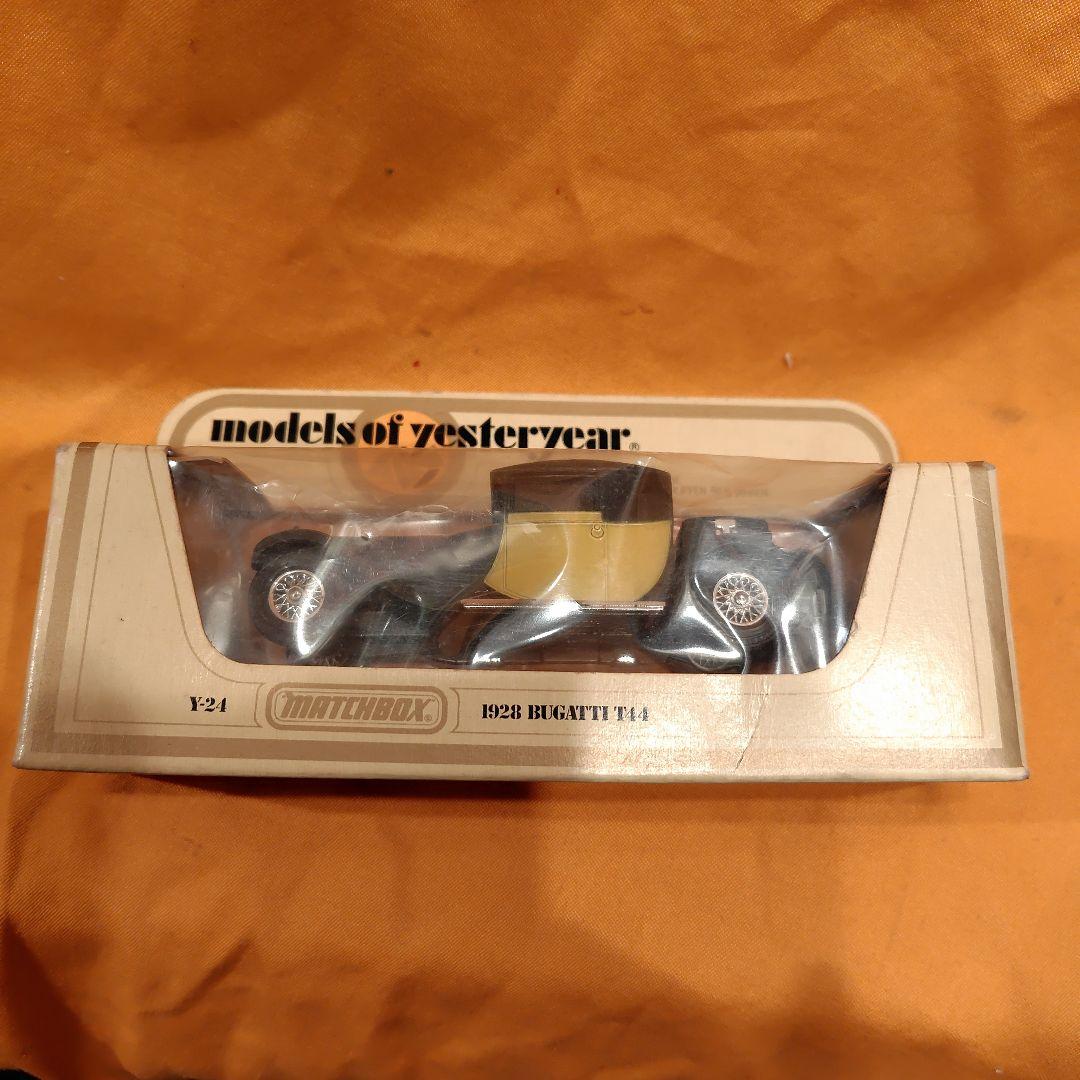 models of yesteryear®
Y-24 MATCHBOX® 1928 BUGATTI T44